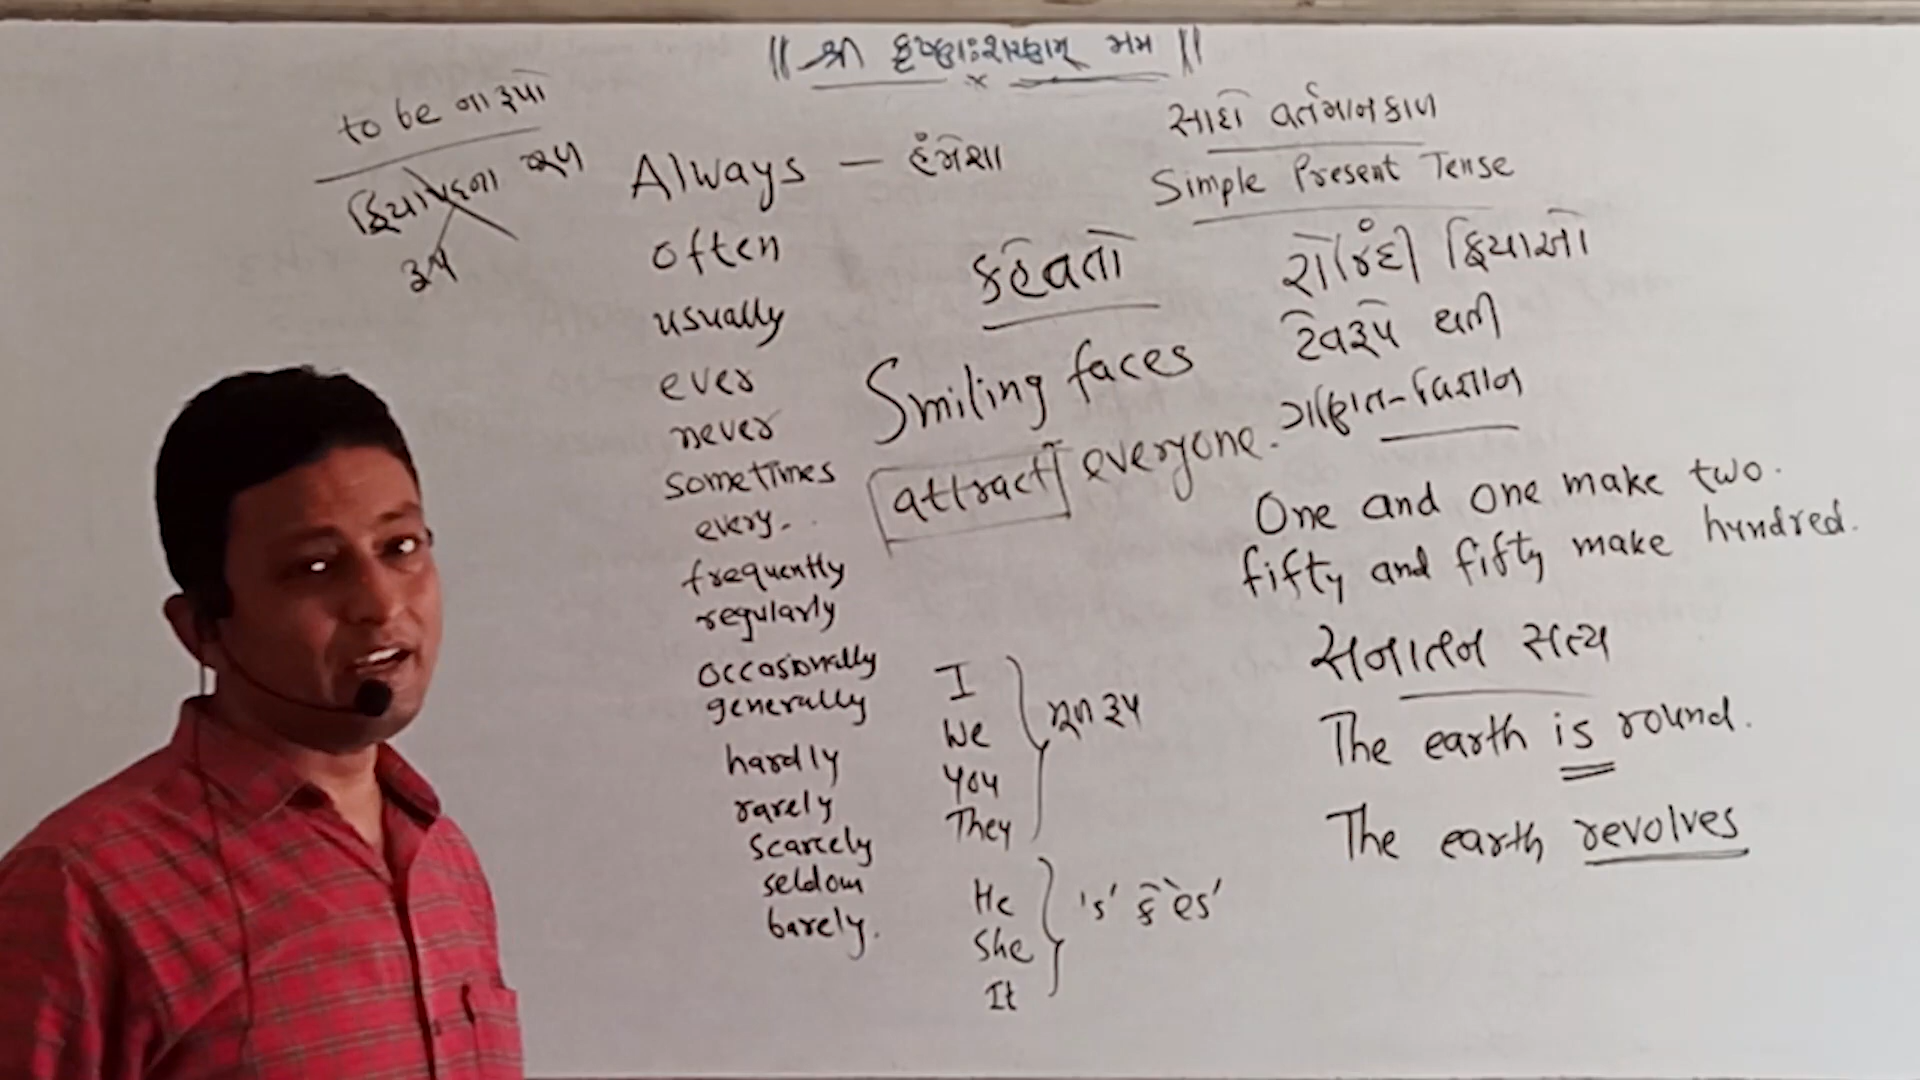 || શ્રી કૃષ્ણઃશરણમ્ મમ ||
to be ના રૂપો
ક્રિયાપદના મૂળ
રૂપ
Always – હંમેશા
often
usually
ever
never
sometimes
every...
frequently
regularly
occasionally
generally
hardly
rarely
scarcely
seldom
barely.
કહેવતો
Smiling faces
attract everyone.
I
We
You
They
મૂળ રૂપ
He
She
It
's' કે 'es'
સાદો વર્તમાનકાળ
Simple Present Tense
રોજિંદી ક્રિયાઓ
ટેવરૂપે થતી
ગણિત-વિજ્ઞાન
One and one make two.
fifty and fifty make hundred.
સનાતન સત્ય
The earth is round.
The earth revolves